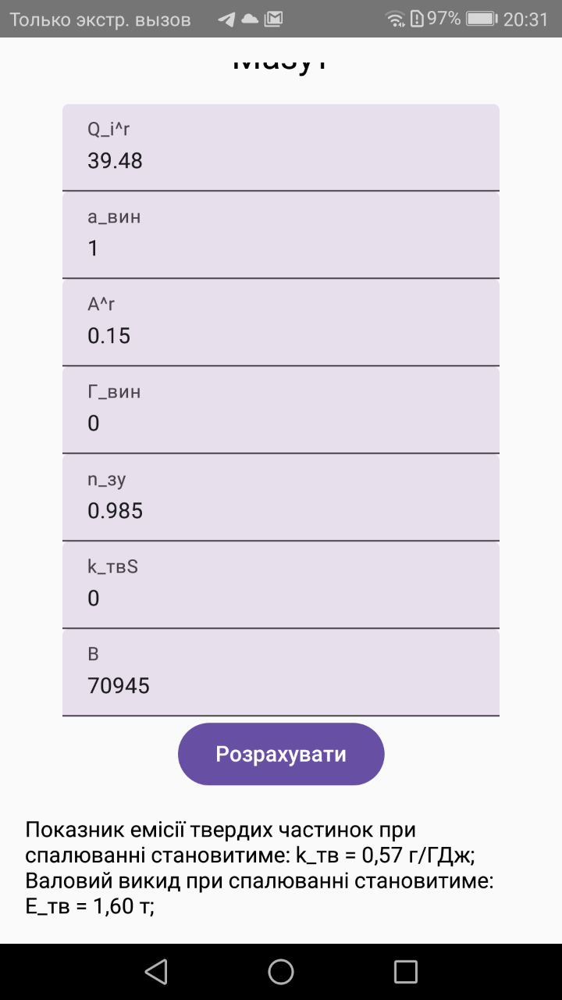 Только экстр. вызов 97% 20:31
Мазут
Q_i^r
39.48
а_вин
1
A^r
0.15
Г_вин
0
n_зу
0.985
k_твS
0
B
70945
Розрахувати
Показник емісії твердих частинок при
спалюванні становитиме: k_тв = 0,57 г/ГДж;
Валовий викид при спалюванні становитиме:
E_тв = 1,60 т;